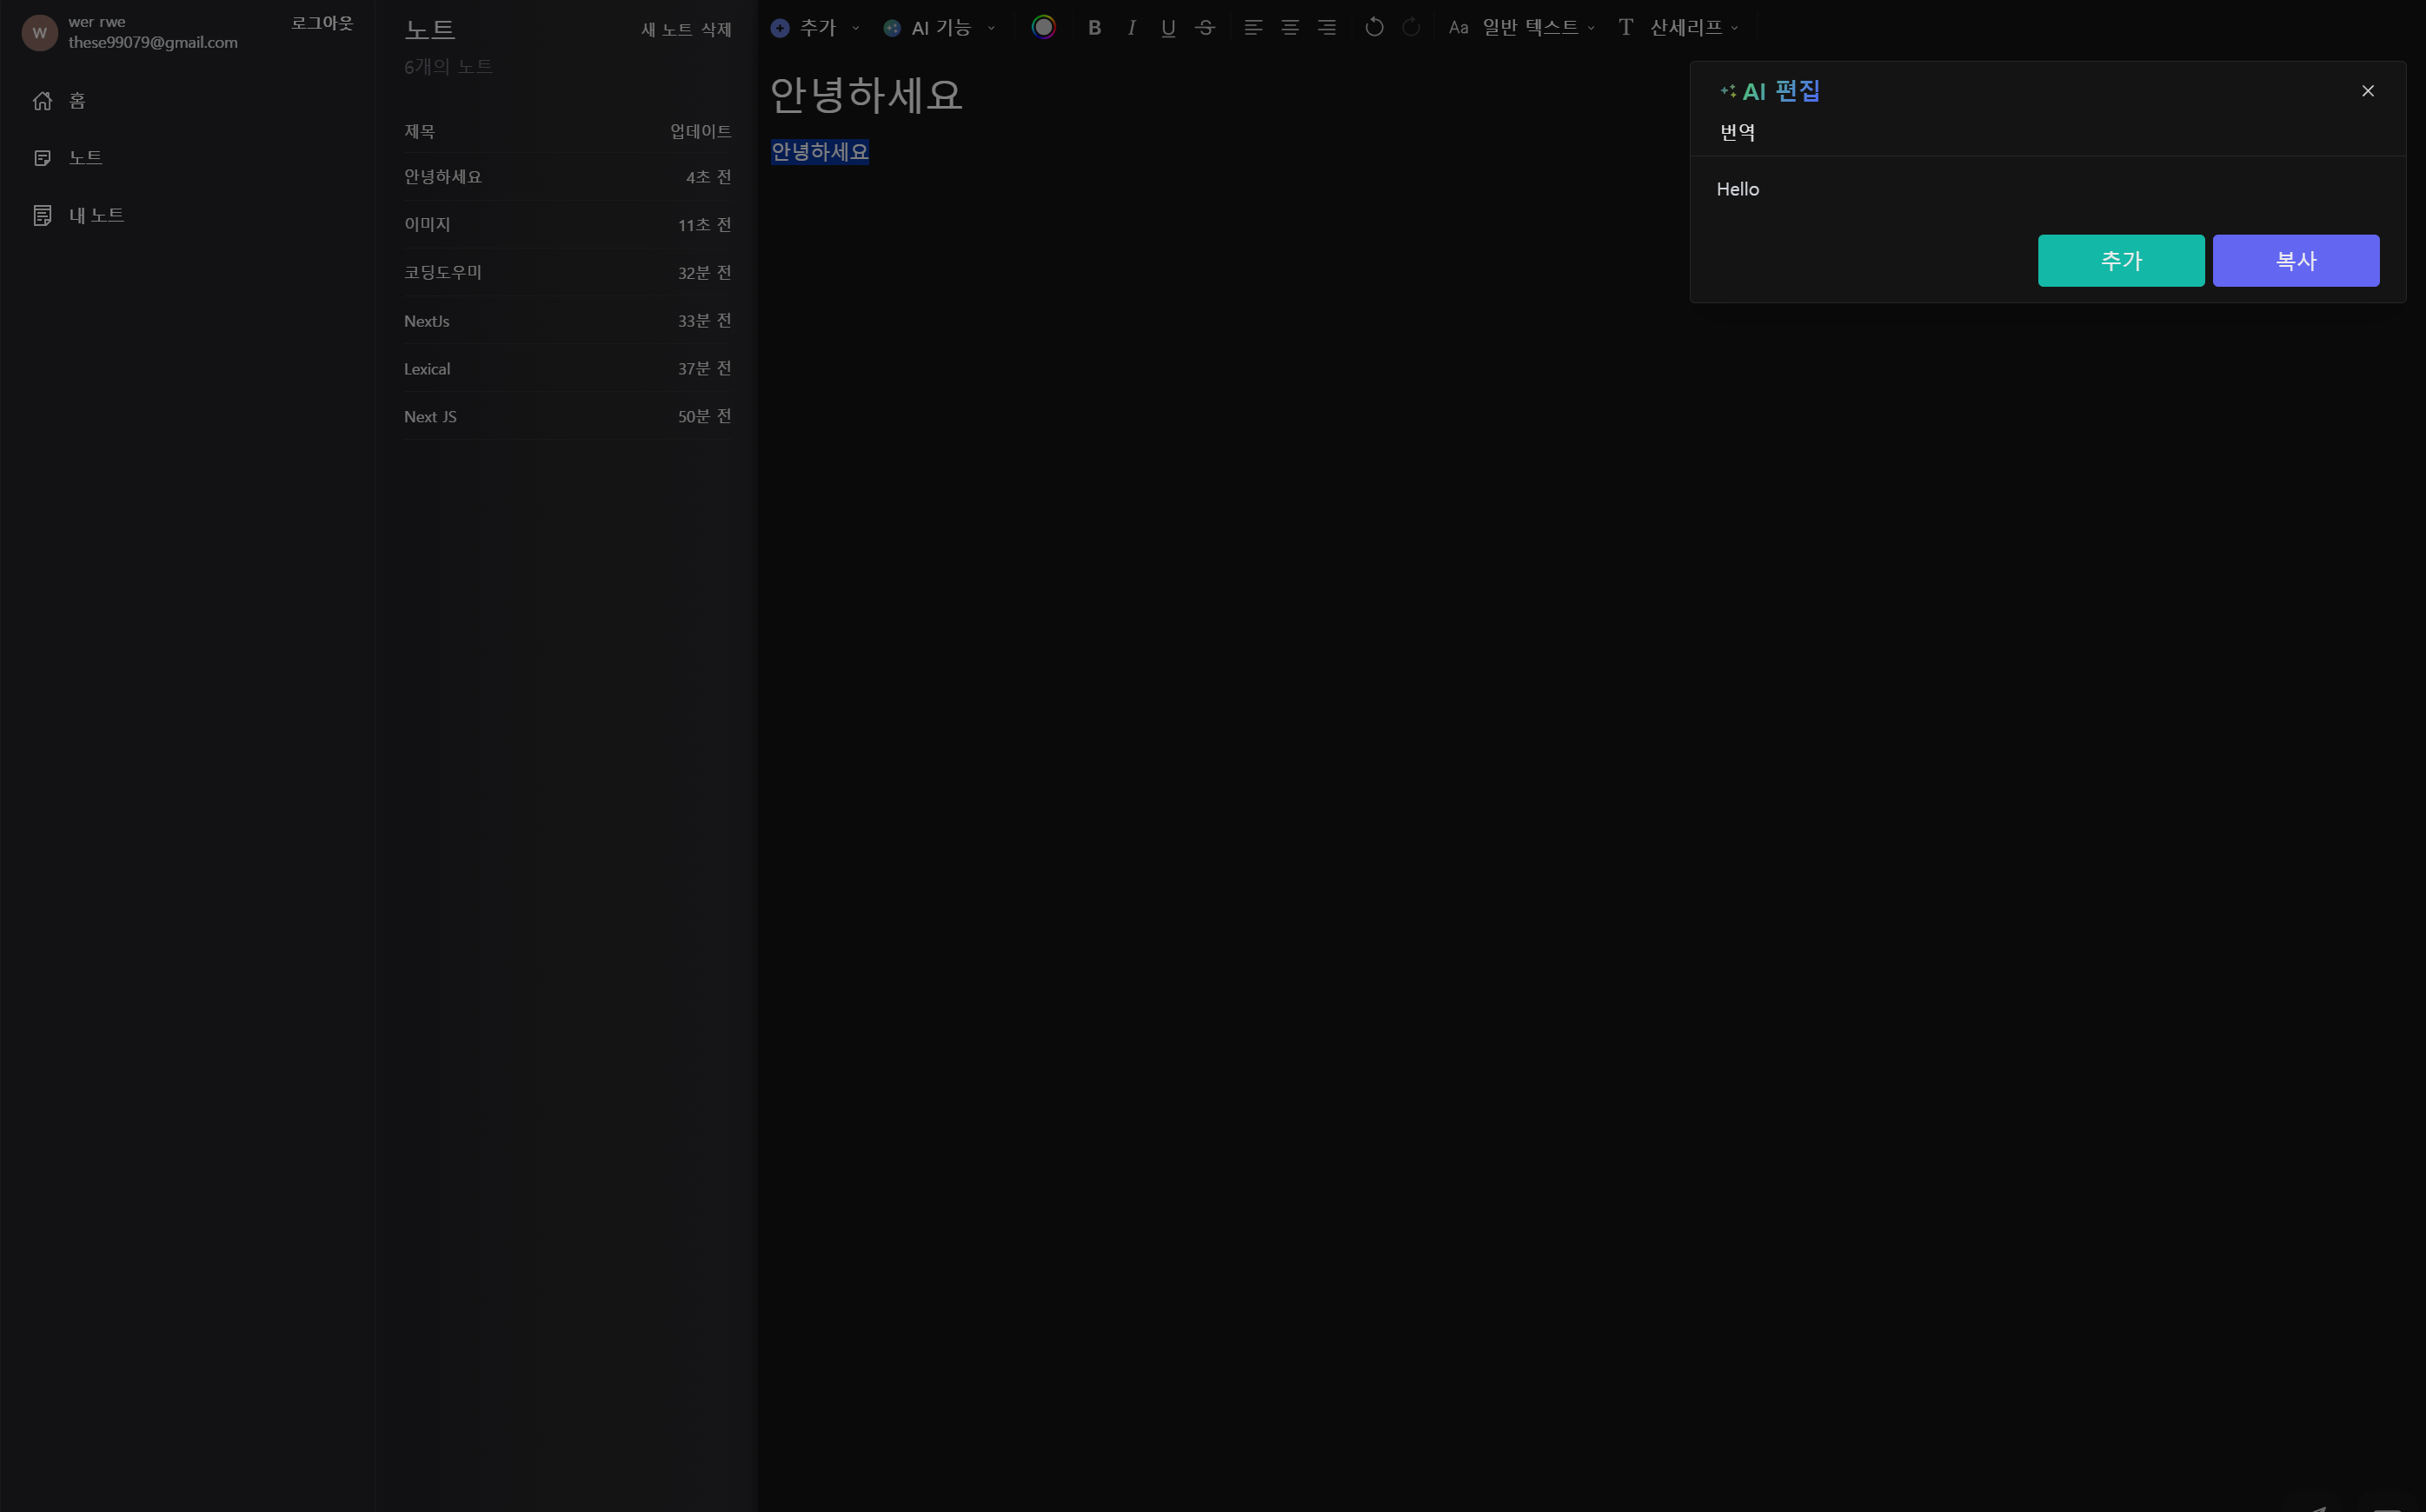 W
wer rwe
these99079@gmail.com
로그아웃
홈
노트
내 노트
노트
새 노트 삭제
6개의 노트
제목 업데이트
안녕하세요 4초 전
이미지 11초 전
코딩도우미 32분 전
NextJs 33분 전
Lexical 37분 전
Next JS 50분 전
추가 AI 기능 B I U S Aa 일반 텍스트 T 산세리프
안녕하세요
안녕하세요
AI 편집
번역
Hello
추가 복사